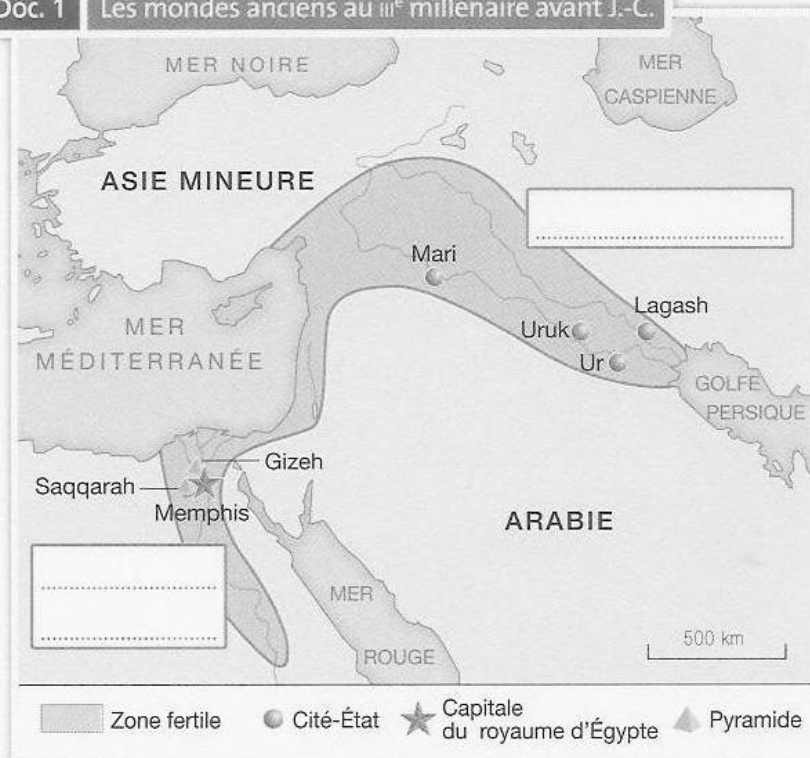 Doc. 1 Les mondes anciens au IIIe millénaire avant J.-C.
MER NOIRE
MER
CASPIENNE
ASIE MINEURE
Mari
Lagash
Uruk
Ur
MER
MÉDITERRANÉE
GOLFE
PERSIQUE
Gizeh
Saqqarah
Memphis
ARABIE
MER
ROUGE
500 km
Zone fertile
Cité-État
Capitale
du royaume d'Égypte
Pyramide